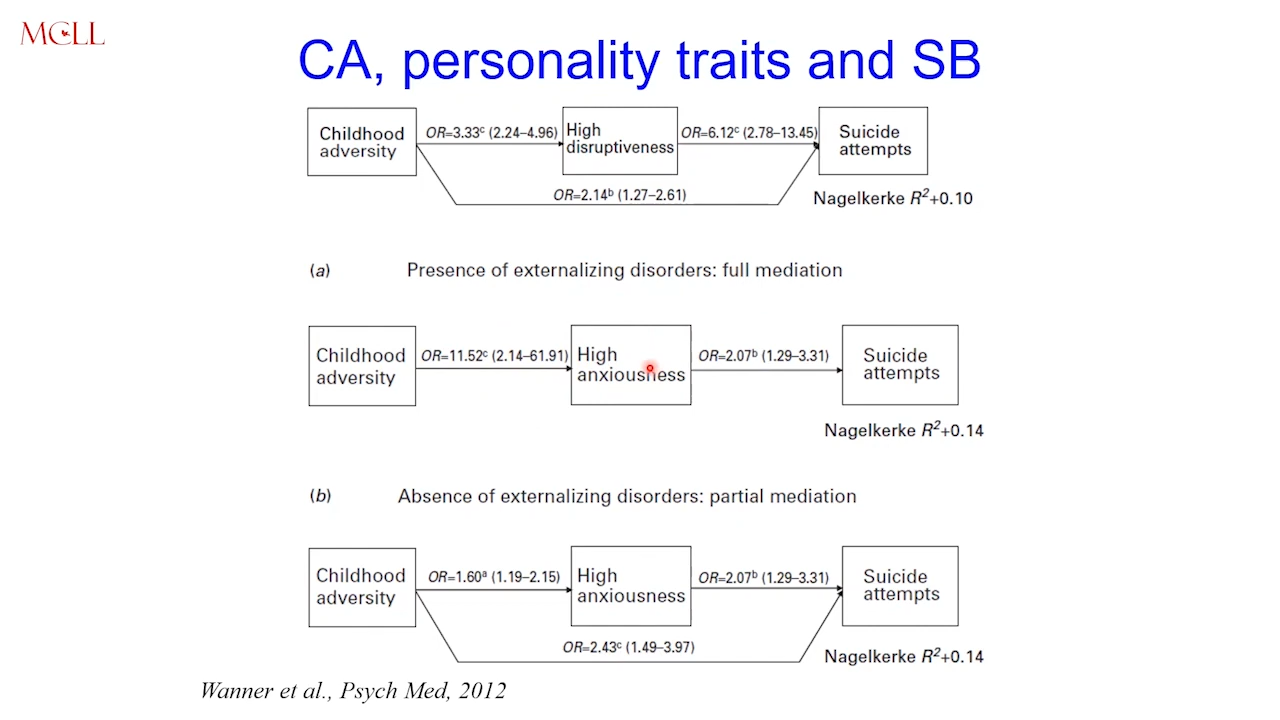 MGLL
CA, personality traits and SB
Childhood
adversity
OR=3.33ᶜ (2.24–4.96)
High
disruptiveness
OR=6.12ᶜ (2.78–13.45)
Suicide
attempts
OR=2.14ᵇ (1.27–2.61)
Nagelkerke R²+0.10
(a) Presence of externalizing disorders: full mediation
Childhood
adversity
OR=11.52ᶜ (2.14–61.91)
High
anxiousness
OR=2.07ᵇ (1.29–3.31)
Suicide
attempts
Nagelkerke R²+0.14
(b) Absence of externalizing disorders: partial mediation
Childhood
adversity
OR=1.60ᵃ (1.19–2.15)
High
anxiousness
OR=2.07ᵇ (1.29–3.31)
Suicide
attempts
OR=2.43ᶜ (1.49–3.97)
Nagelkerke R²+0.14
Wanner et al., Psych Med, 2012